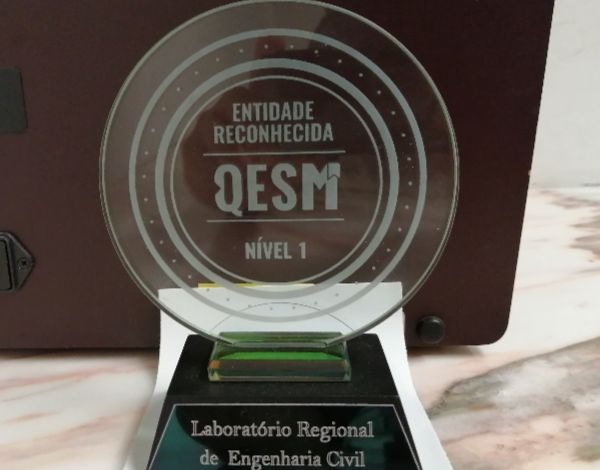 ENTIDADE
RECONHECIDA
QESM
NÍVEL 1
Laboratório Regional
de Engenharia Civil